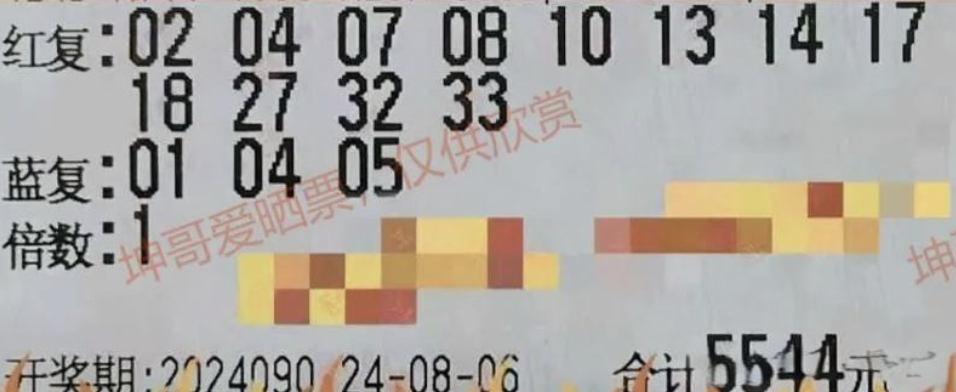 红复:02 04 07 08 10 13 14 17
18 27 32 33
蓝复:01 04 05
倍数:1
坤哥爱晒票,仅供欣赏
坤
开奖期:2024090 24-08-06 合计5544元